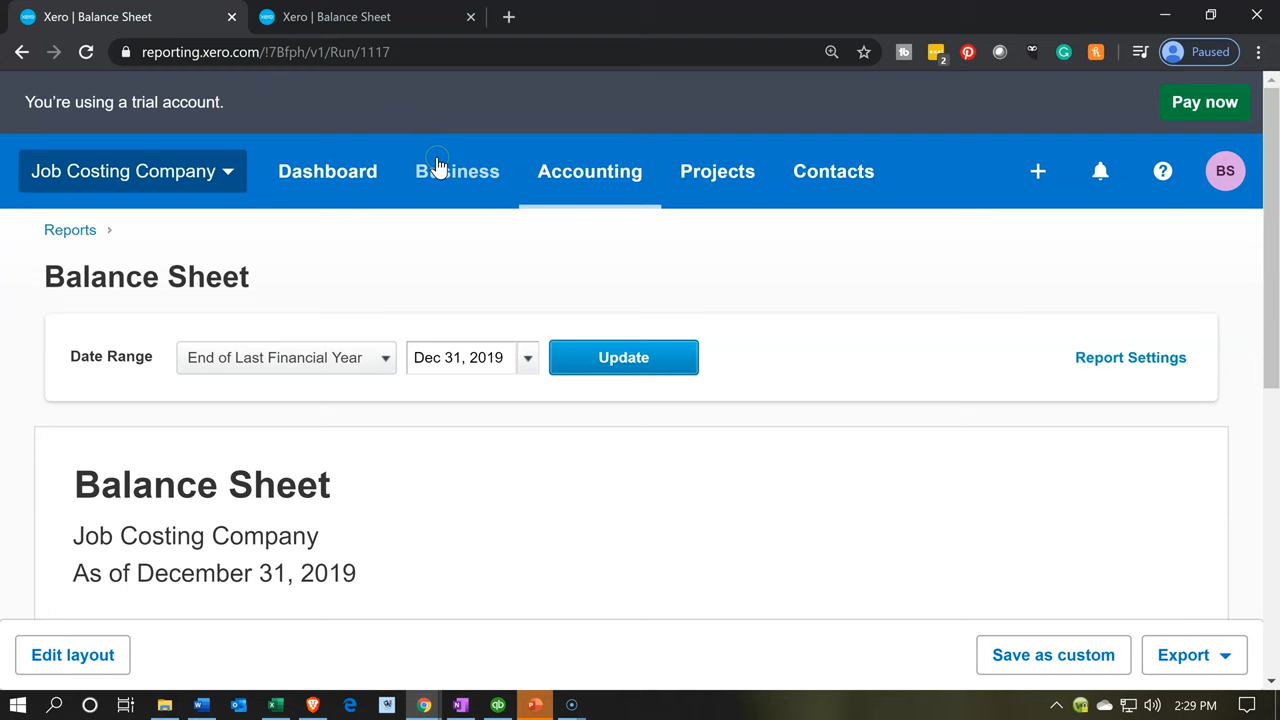 Xero | Balance Sheet
Xero | Balance Sheet
reporting.xero.com/!7Bfph/v1/Run/1117
2
Paused
You're using a trial account.
Pay now
Job Costing Company
Dashboard
Business
Accounting
Projects
Contacts
BS
Reports
Balance Sheet
Date Range
End of Last Financial Year
Dec 31, 2019
Update
Report Settings
Balance Sheet
Job Costing Company
As of December 31, 2019
Edit layout
Save as custom
Export
2:29 PM